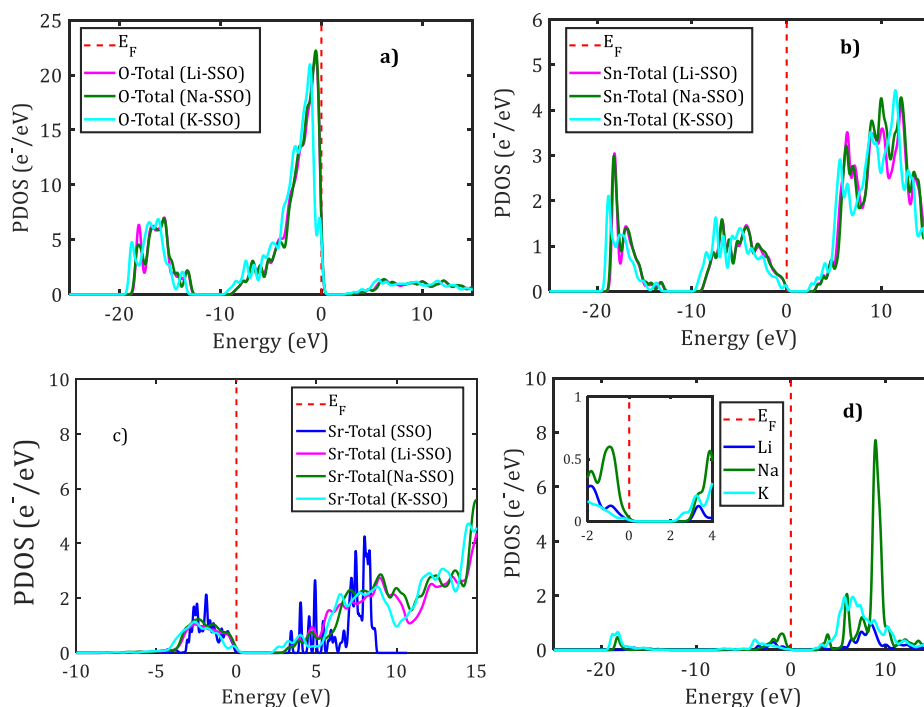 a)
E_F
O-Total (Li-SSO)
O-Total (Na-SSO)
O-Total (K-SSO)
PDOS (e⁻/eV)
25
20
15
10
5
0
-20 -10 0 10
Energy (eV)
b)
E_F
Sn-Total (Li-SSO)
Sn-Total (Na-SSO)
Sn-Total (K-SSO)
PDOS (e⁻/eV)
6
5
4
3
2
1
0
-20 -10 0 10
Energy (eV)
c)
E_F
Sr-Total (SSO)
Sr-Total (Li-SSO)
Sr-Total(Na-SSO)
Sr-Total (K-SSO)
PDOS (e⁻/eV)
10
8
6
4
2
0
-10 -5 0 5 10 15
Energy (eV)
d)
E_F
Li
Na
K
PDOS (e⁻/eV)
10
8
6
4
2
0
-25 -20 -15 -10 -5 0 5 10
Energy (eV)
1
0.5
0
-2 0 2 4